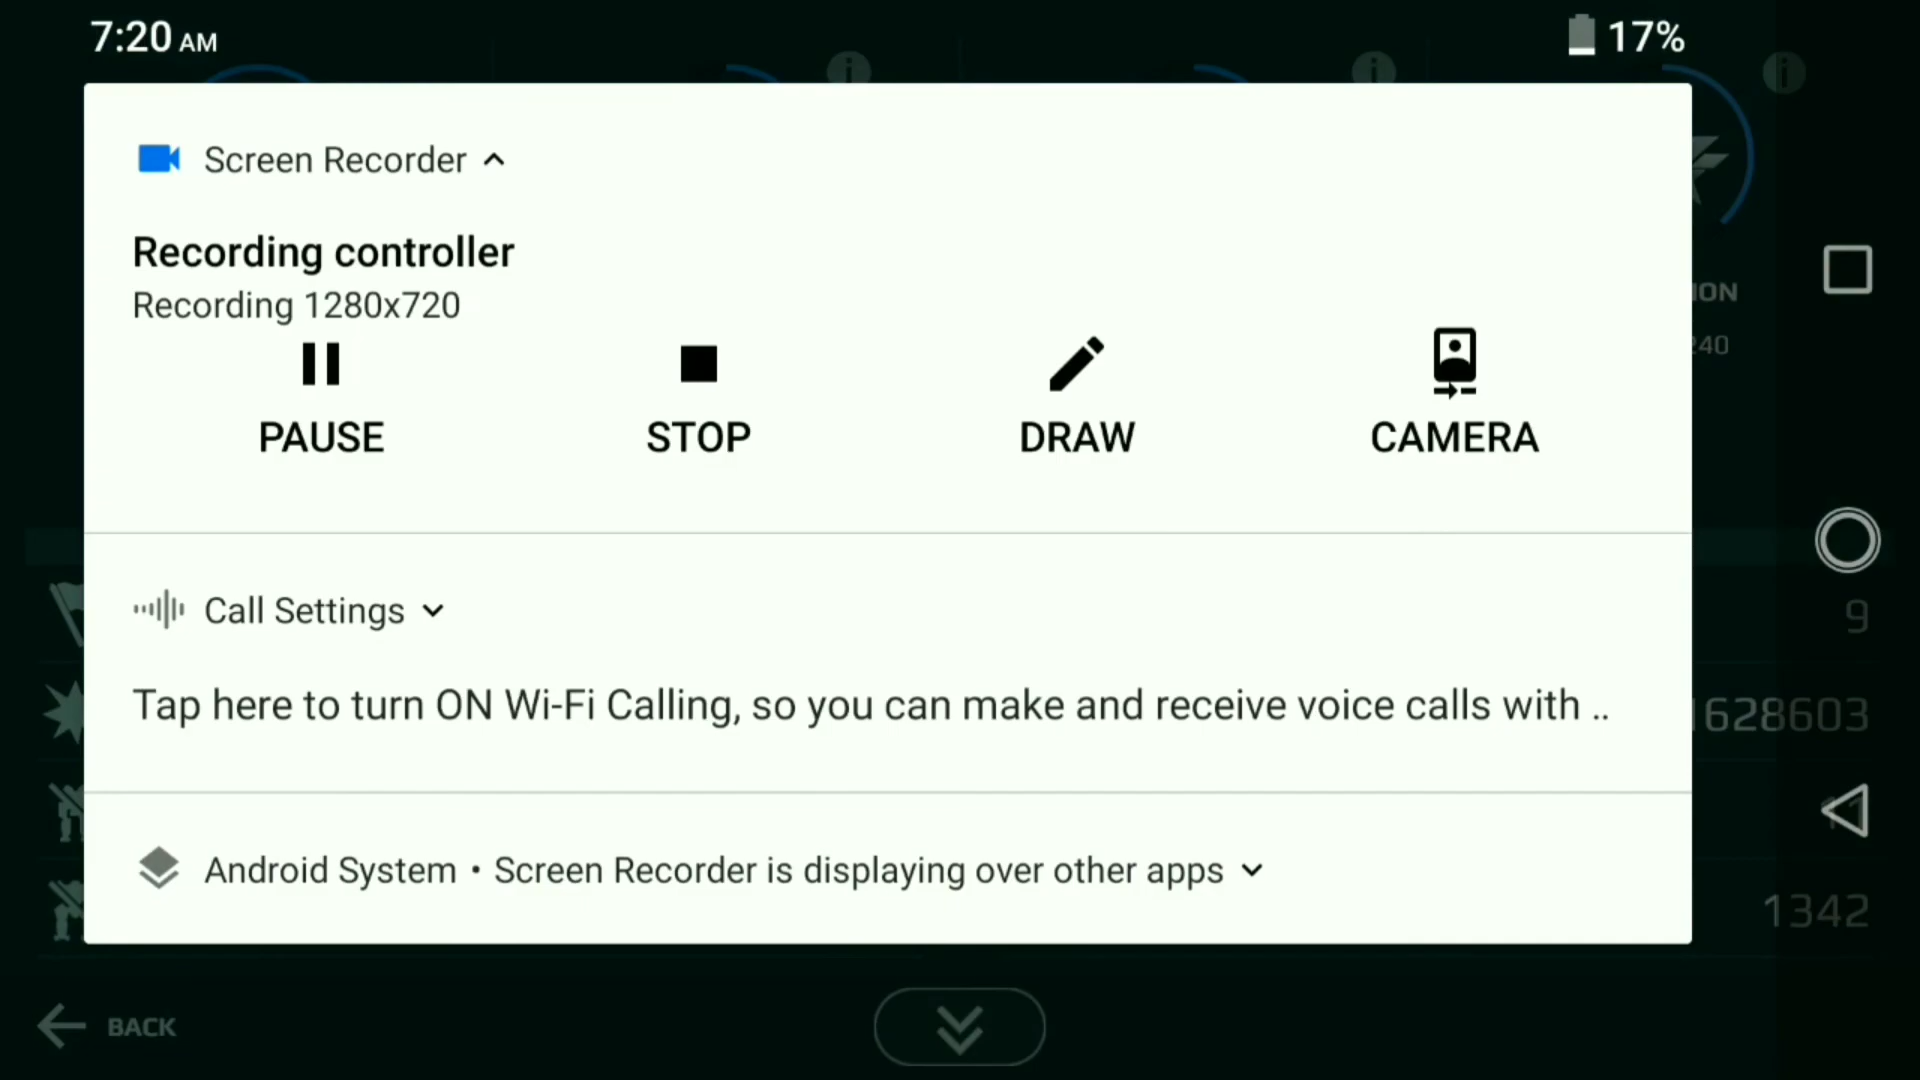 7:20 AM
17%
Screen Recorder
Recording controller
Recording 1280x720
PAUSE
STOP
DRAW
CAMERA
Call Settings
Tap here to turn ON Wi-Fi Calling, so you can make and receive voice calls with ..
Android System • Screen Recorder is displaying over other apps
ION
240
9
1628603
1342
BACK